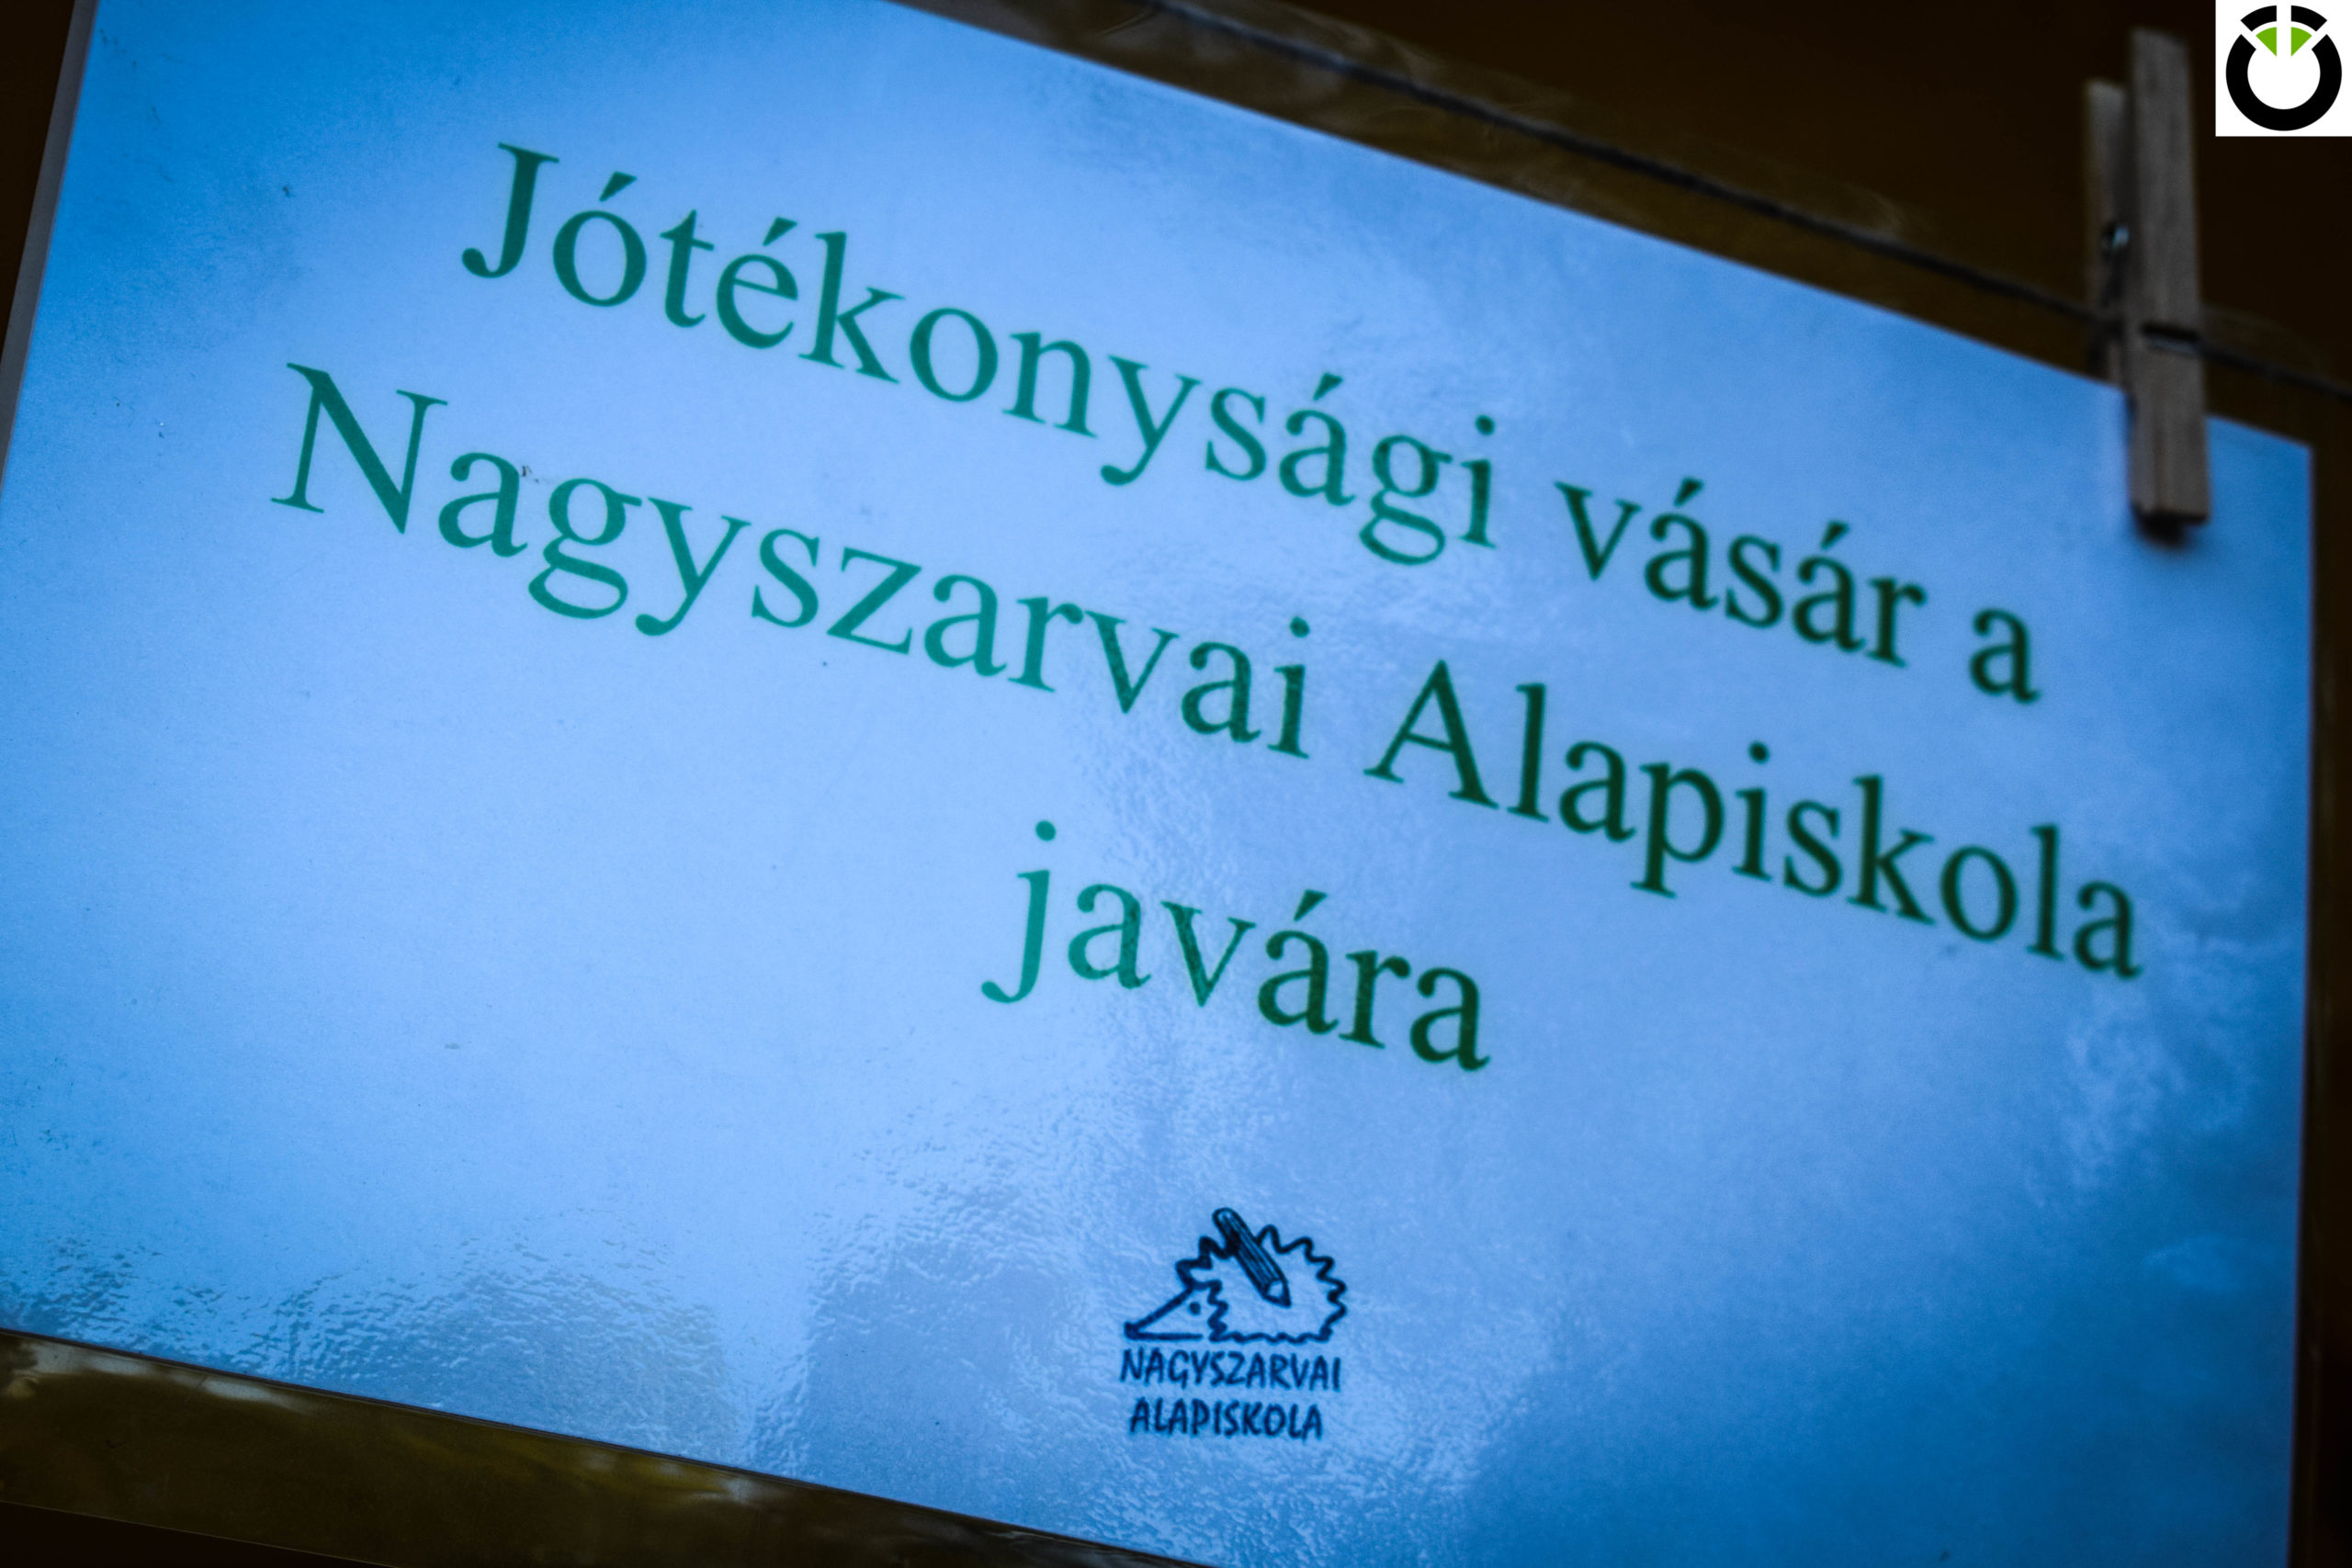 Jótékonysági vásár a
Nagyszarvai Alapiskola
javára
NAGYSZARVAI
ALAPISKOLA